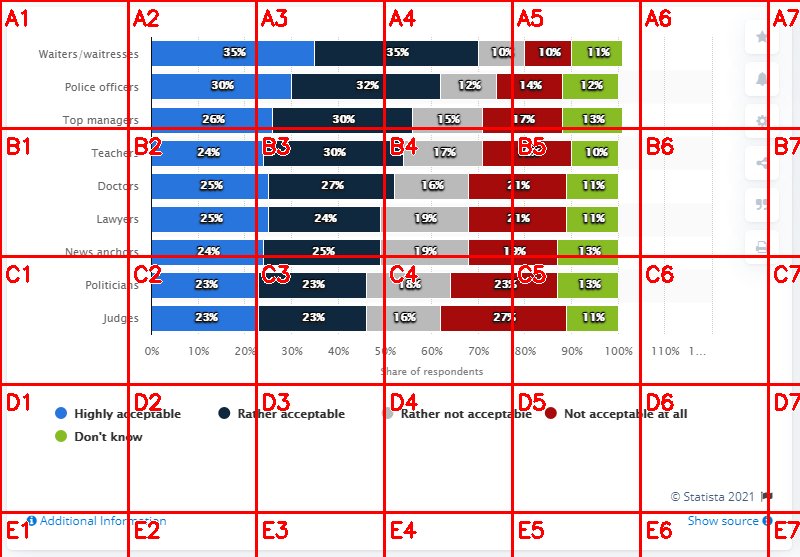 A1 A2 A3 A4 A5 A6 A7
Waiters/waitresses 35% 35% 10% 10% 11%
Police officers 30% 32% 12% 14% 12%
Top managers 26% 30% 15% 17% 13%
B1 B2 B3 B4 B5 B6 B7
Teachers 24% 30% 17% 10%
Doctors 25% 27% 16% 21% 11%
Lawyers 25% 24% 19% 21% 11%
News anchors 24% 25% 19% 19% 13%
C1 C2 C3 C4 C5 C6 C7
Politicians 23% 23% 18% 23% 13%
Judges 23% 23% 16% 27% 11%
0% 10% 20% 30% 40% 50% 60% 70% 80% 90% 100% 110% 1...
Share of respondents
D1 D2 D3 D4 D5 D6 D7
Highly acceptable Rather acceptable Rather not acceptable Not acceptable at all
Don't know
© Statista 2021
E1 E2 E3 E4 E5 E6 E7
Additional Information Show source